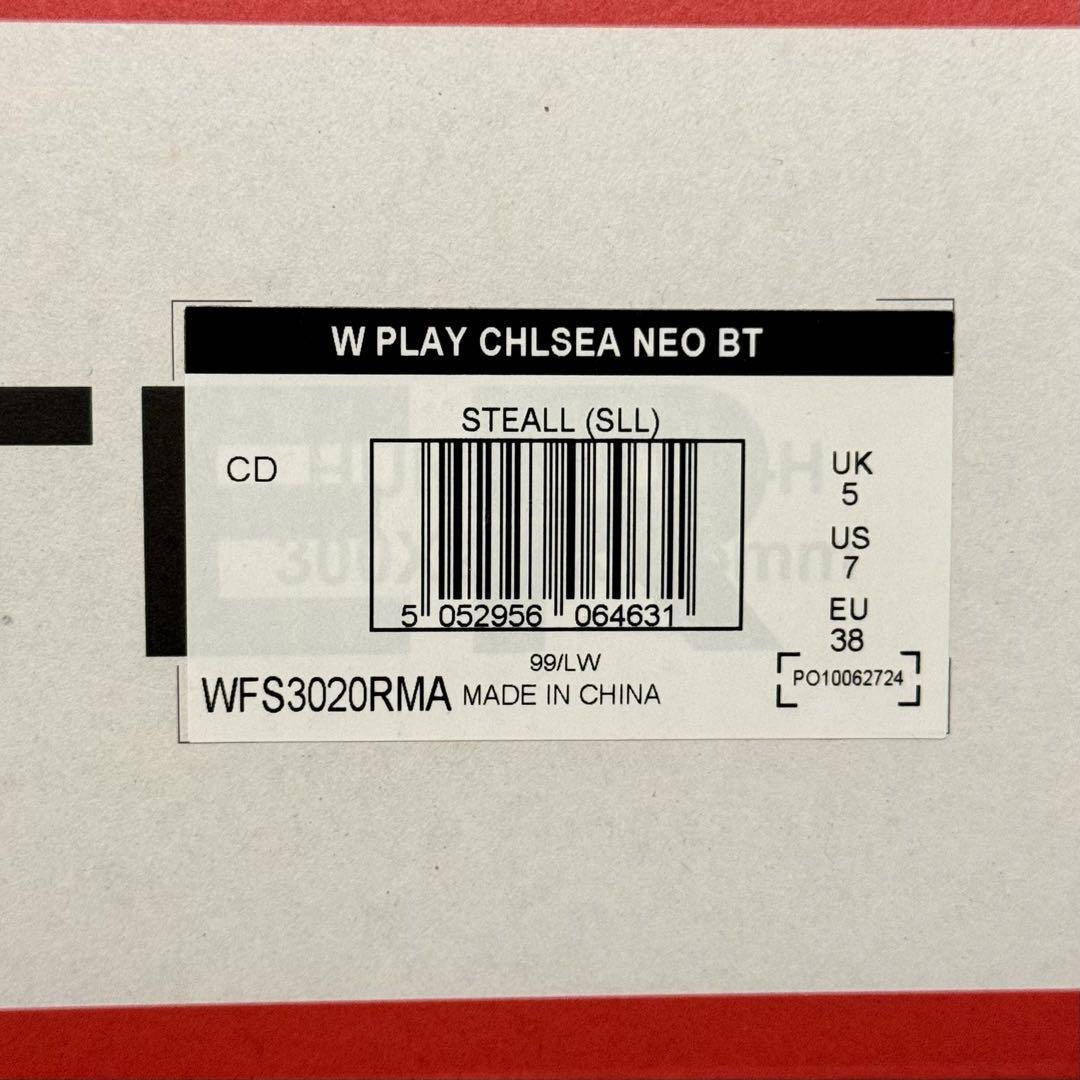 W PLAY CHLSEA NEO BT
STEALL (SLL)
CD
5 052956 064631
UK
5
US
7
EU
38
99/LW
WFS3020RMA MADE IN CHINA
PO10062724